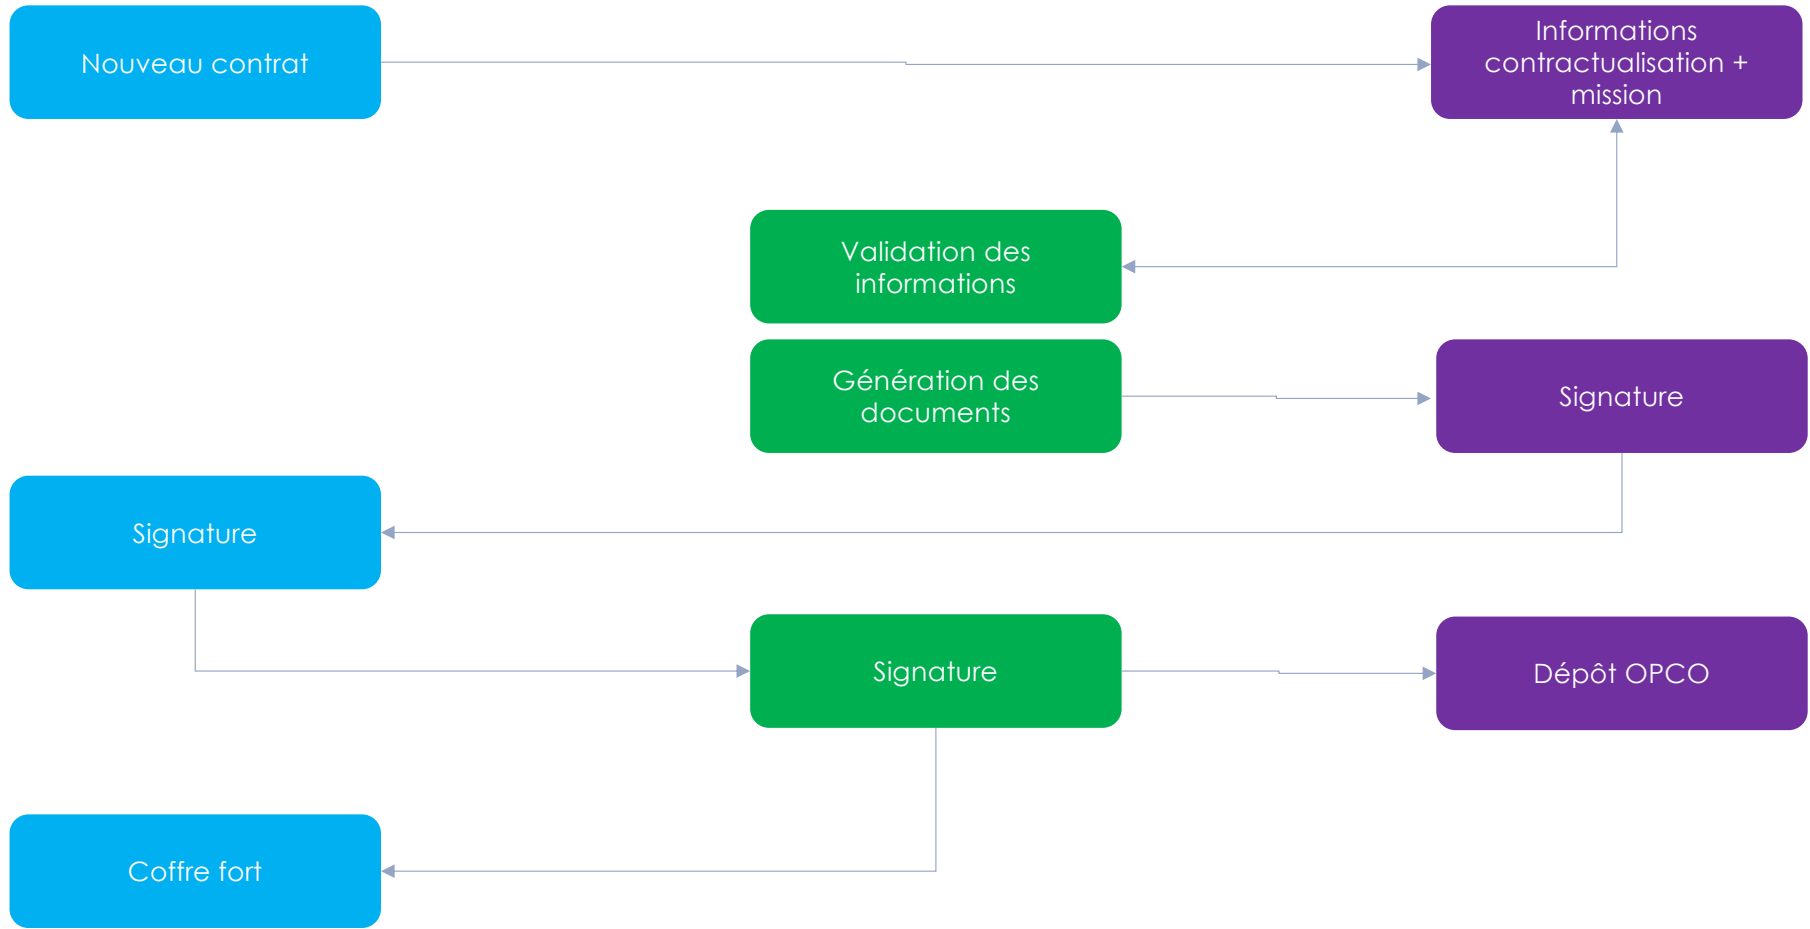 Nouveau contrat
Informations
contractualisation +
mission
Validation des
informations
Génération des
documents
Signature
Signature
Signature
Dépôt OPCO
Coffre fort